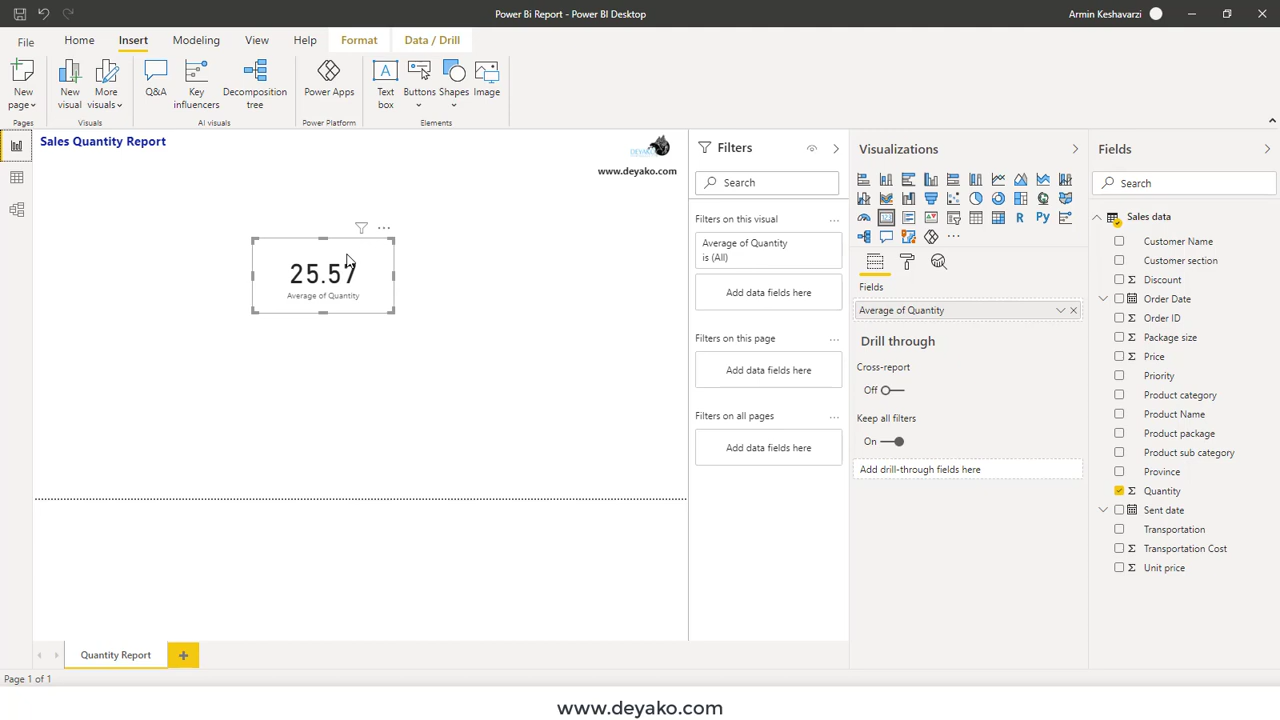 Power Bi Report - Power BI Desktop
Armin Keshavarzi
File
Home
Insert
Modeling
View
Help
Format
Data / Drill
New page
New visual
More visuals
Q&A
Key influencers
Decomposition tree
Power Apps
Text box
Buttons
Shapes
Image
Pages
Visuals
AI visuals
Power Platform
Elements
Sales Quantity Report
DEYAKO
www.deyako.com
25.57
Average of Quantity
Filters
Search
Filters on this visual
Average of Quantity
is (All)
Add data fields here
Filters on this page
Add data fields here
Filters on all pages
Add data fields here
Visualizations
R
Py
Fields
Average of Quantity
Drill through
Cross-report
Off
Keep all filters
On
Add drill-through fields here
Fields
Search
Sales data
Customer Name
Customer section
Discount
Order Date
Order ID
Package size
Price
Priority
Product category
Product Name
Product package
Product sub category
Province
Quantity
Sent date
Transportation
Transportation Cost
Unit price
Quantity Report
Page 1 of 1
www.deyako.com